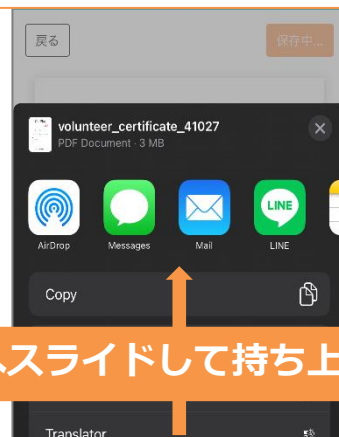 戻る
保存中...
volunteer_certificate_41027
PDF Document · 3 MB
LINE
AirDrop
Messages
Mail
LINE
Copy
スライドして持ち上
Translator